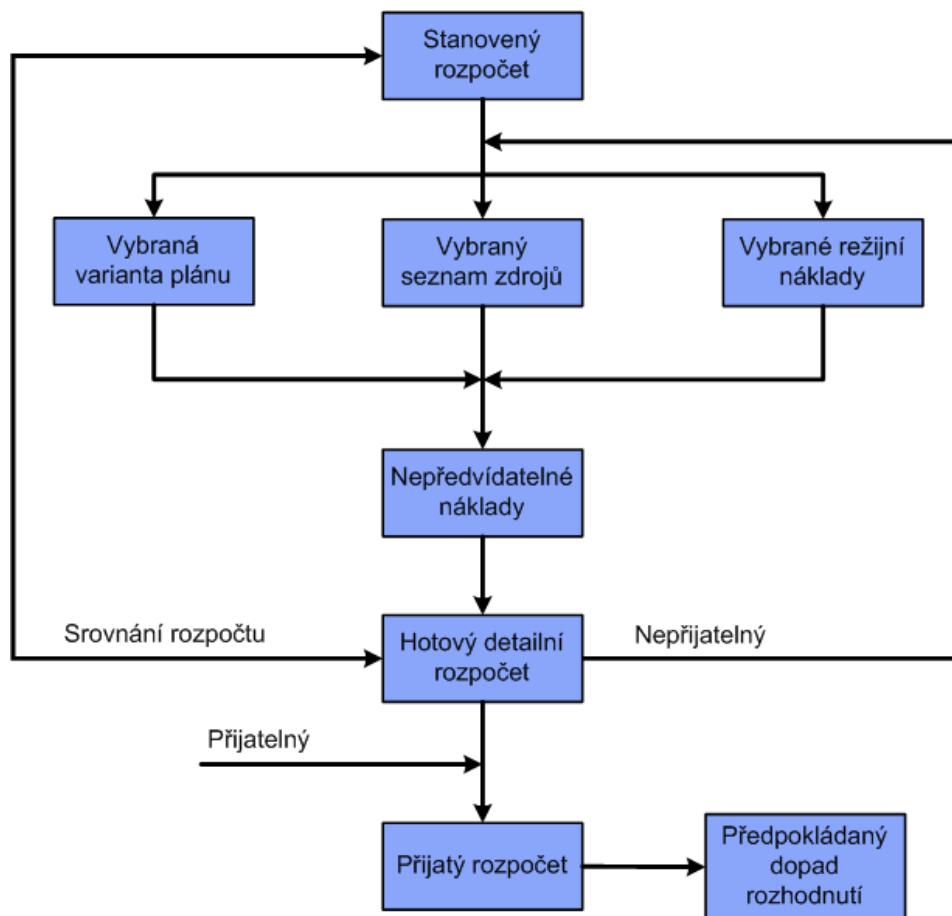 Stanovený
rozpočet
Vybraná
varianta plánu
Vybraný
seznam zdrojů
Vybrané režijní
náklady
Nepředvídatelné
náklady
Srovnání rozpočtu
Hotový detailní
rozpočet
Nepřijatelný
Přijatelný
Přijatý rozpočet
Předpokládaný
dopad
rozhodnutí